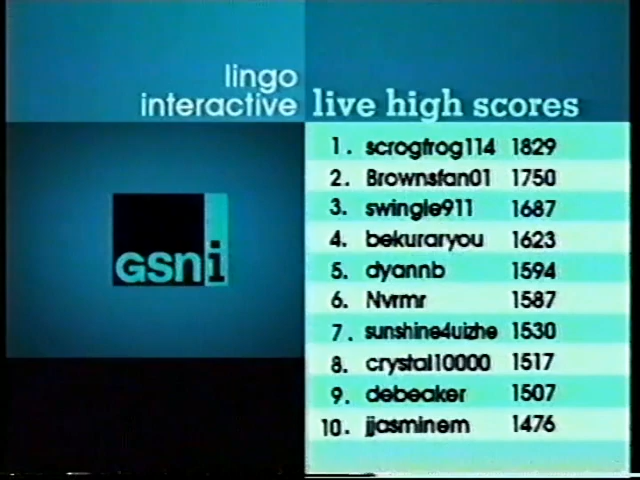 lingo
interactive
live high scores
GSNi
1. scrogfrog114 1829
2. Brownsfan01 1750
3. swingle911 1687
4. bekuraryou 1623
5. dyannb 1594
6. Nvrmr 1587
7. sunshine4uizhe 1530
8. crystal10000 1517
9. debeaker 1507
10. jjasminem 1476